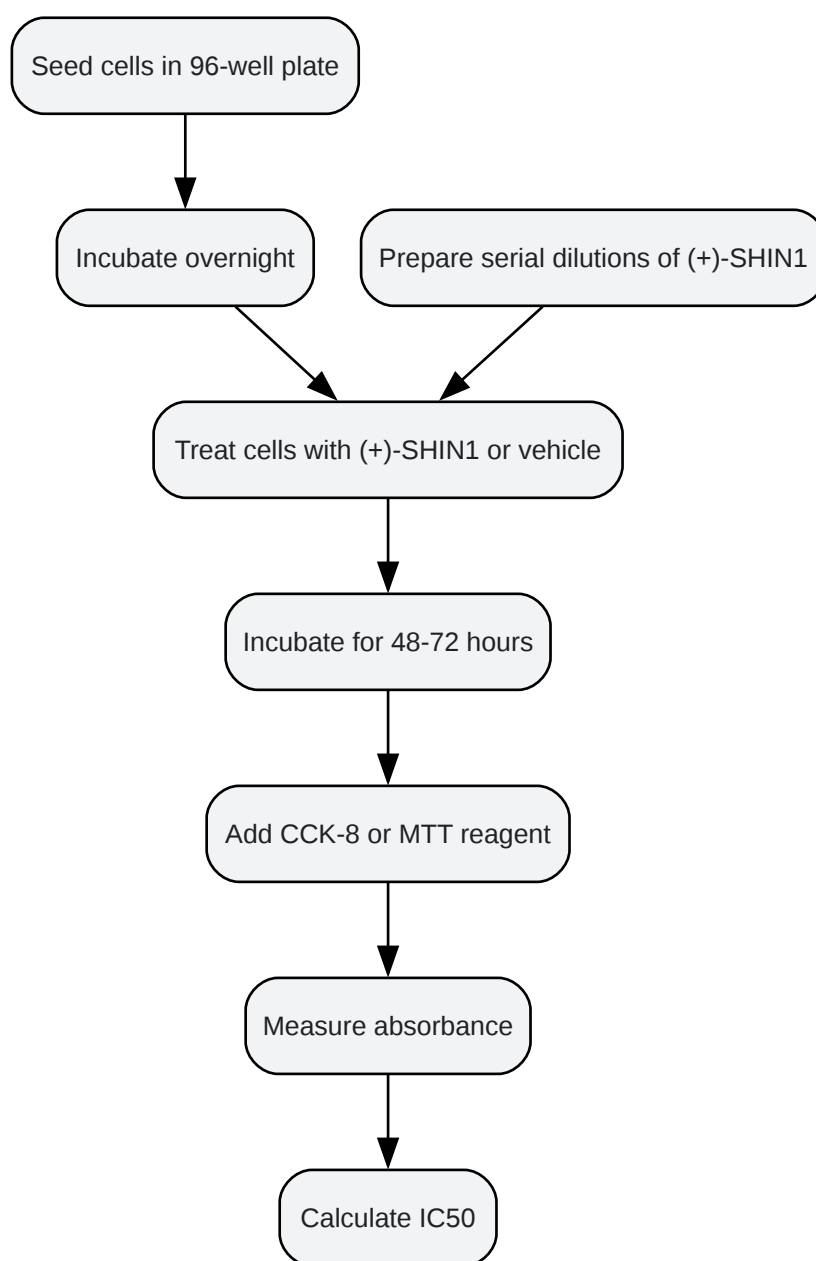 Seed cells in 96-well plate
Incubate overnight
Prepare serial dilutions of (+)-SHIN1
Treat cells with (+)-SHIN1 or vehicle
Incubate for 48-72 hours
Add CCK-8 or MTT reagent
Measure absorbance
Calculate IC50